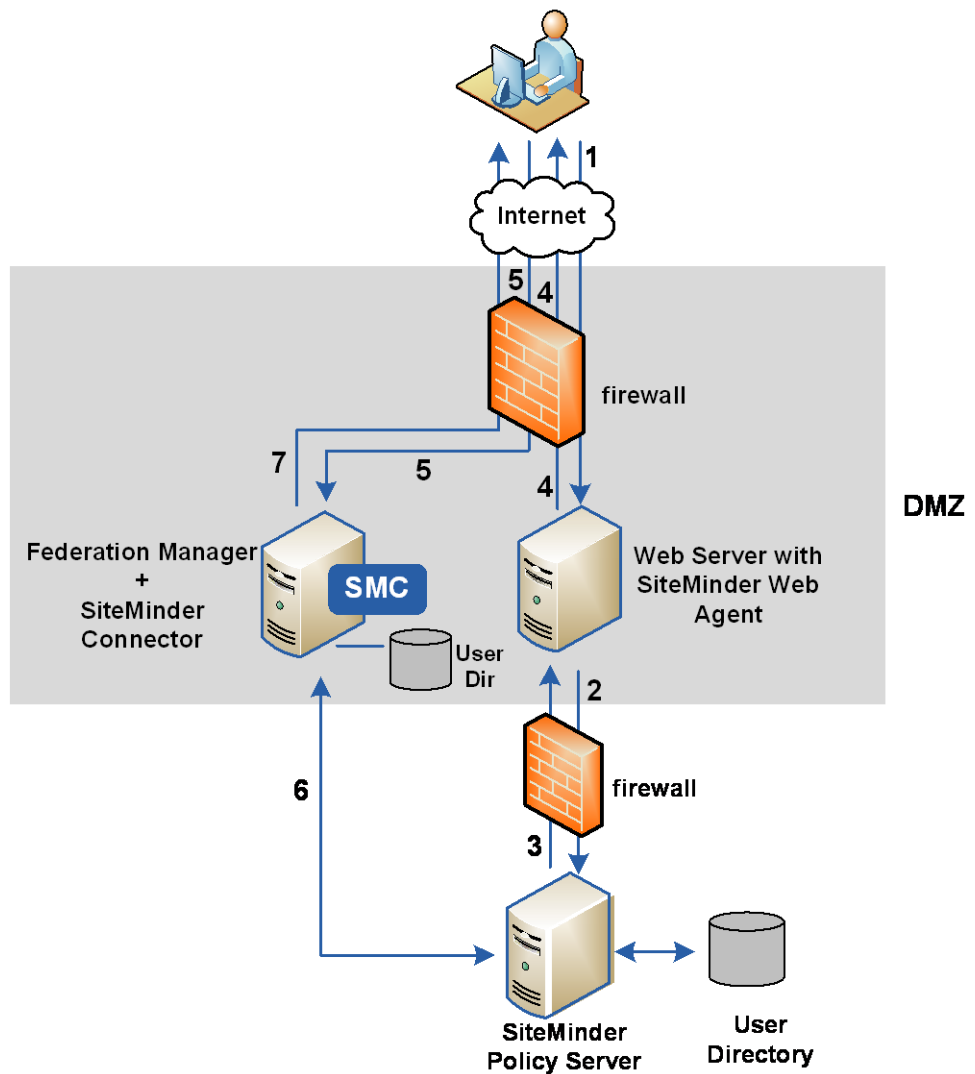 1
Internet
5
4
firewall
7
5
4
DMZ
Federation Manager
+
SiteMinder
Connector
SMC
Web Server with
SiteMinder Web
Agent
User
Dir
2
6
firewall
3
SiteMinder
Policy Server
User
Directory